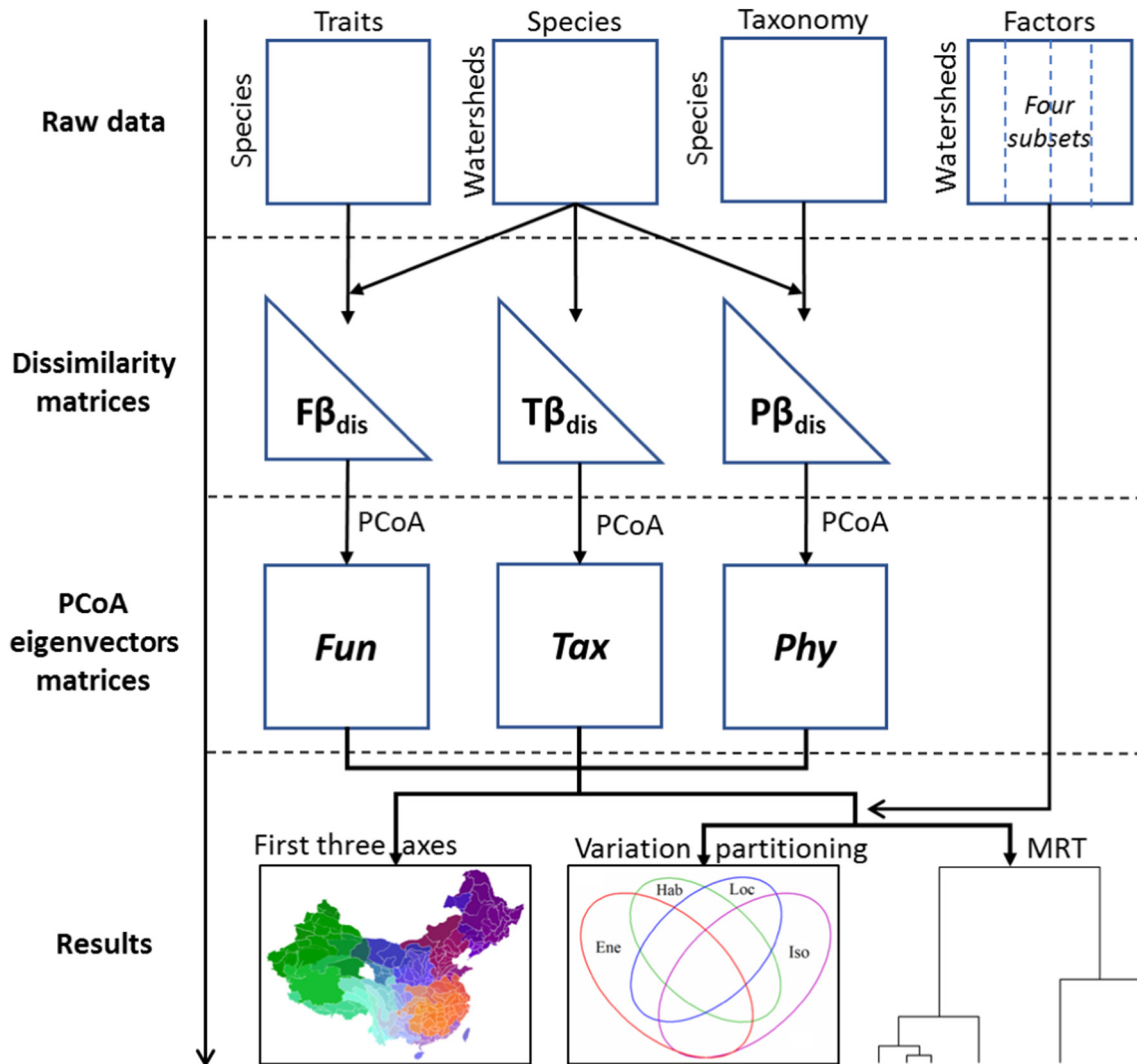 Traits
Species
Taxonomy
Factors
Raw data
Species
Watersheds
Species
Watersheds
Four
subsets
Dissimilarity
matrices
Fβdis
Tβdis
Pβdis
PCoA
PCoA
PCoA
PCoA
eigenvectors
matrices
Fun
Tax
Phy
First three axes
Variation partitioning
MRT
Results
Hab
Loc
Ene
Iso